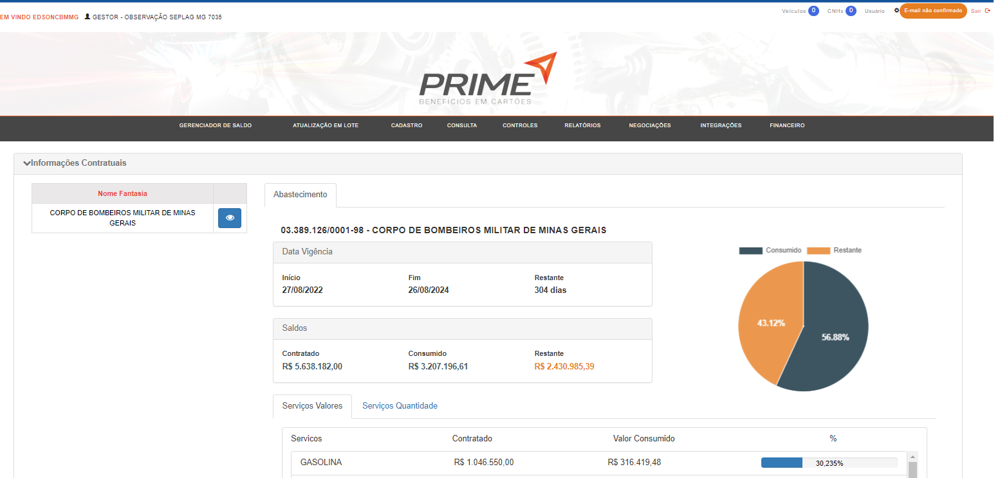 EM VINDO EDSONCBMMG GESTOR - OBSERVAÇÃO SEPLAG MG 7035
Veículos 0 CNHs 0 Usuário E-mail não confirmado Sair
PRIME
BENEFÍCIOS EM CARTÕES
GERENCIADOR DE SALDO ATUALIZAÇÃO EM LOTE CADASTRO CONSULTA CONTROLES RELATÓRIOS NEGOCIAÇÕES INTEGRAÇÕES FINANCEIRO
Informações Contratuais
Nome Fantasia
CORPO DE BOMBEIROS MILITAR DE MINAS
GERAIS
Abastecimento
03.389.126/0001-98 - CORPO DE BOMBEIROS MILITAR DE MINAS GERAIS
Data Vigência
Início Fim Restante
27/08/2022 26/08/2024 304 dias
Saldos
Contratado Consumido Restante
R$ 5.638.182,00 R$ 3.207.196,61 R$ 2.430.985,39
Consumido Restante
43.12%
56.88%
Serviços Valores Serviços Quantidade
Servicos Contratado Valor Consumido %
GASOLINA R$ 1.046.550,00 R$ 316.419,48 30,235%